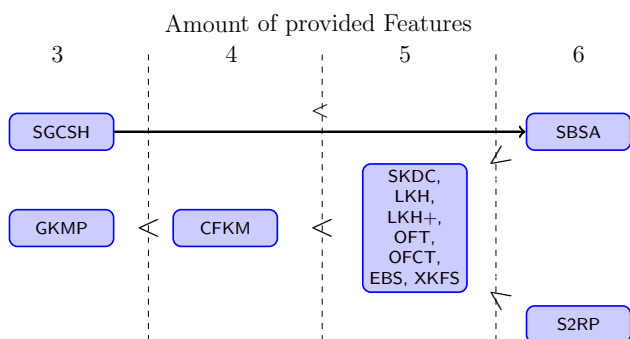 Amount of provided Features
3 4 5 6
<
SGCSH SBSA
<
SKDC,
LKH,
LKH+,
GKMP < CFKM < OFT,
OFCT,
EBS, XKFS
<
S2RP